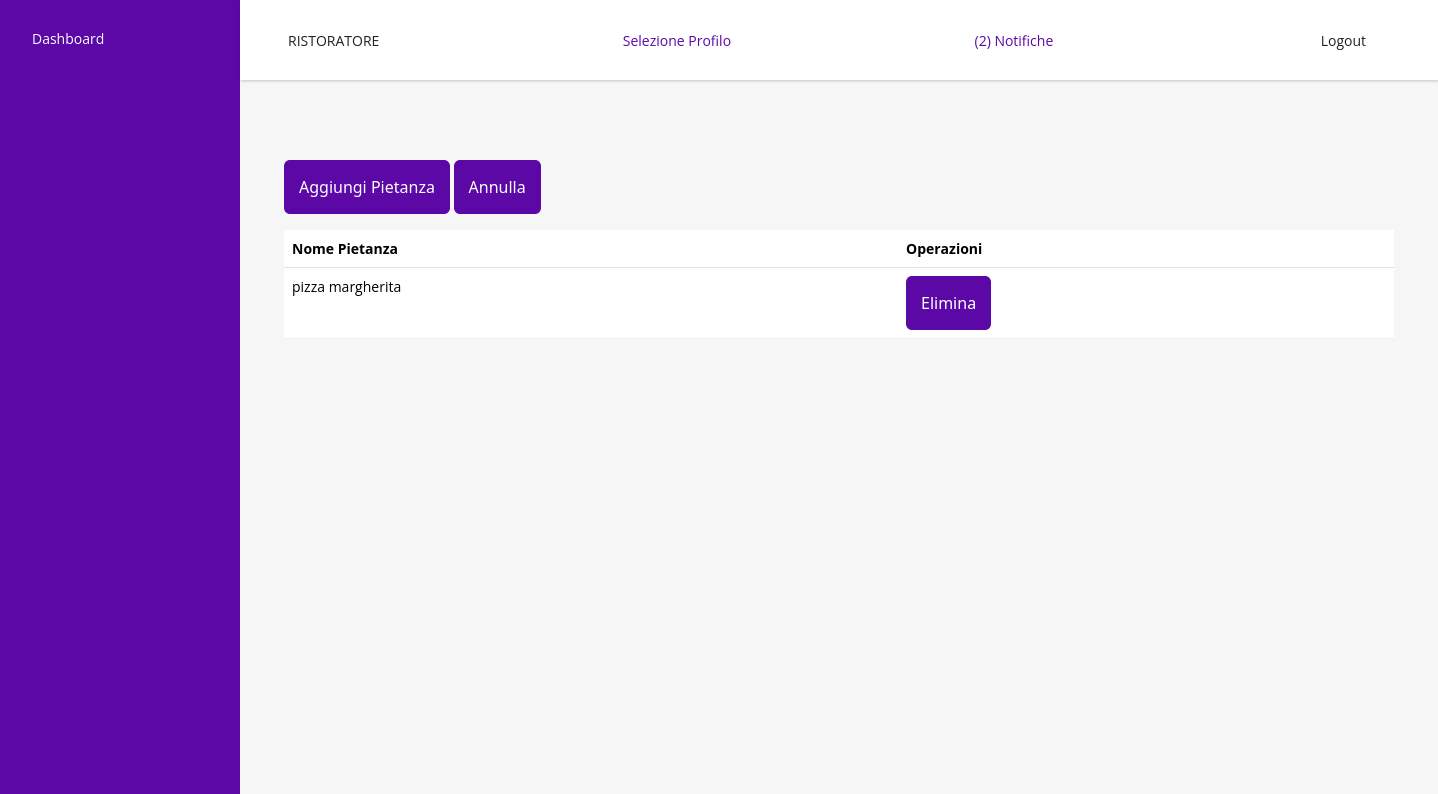 Dashboard
RISTORATORE Selezione Profilo (2) Notifiche Logout
Aggiungi Pietanza Annulla
Nome Pietanza Operazioni
pizza margherita Elimina